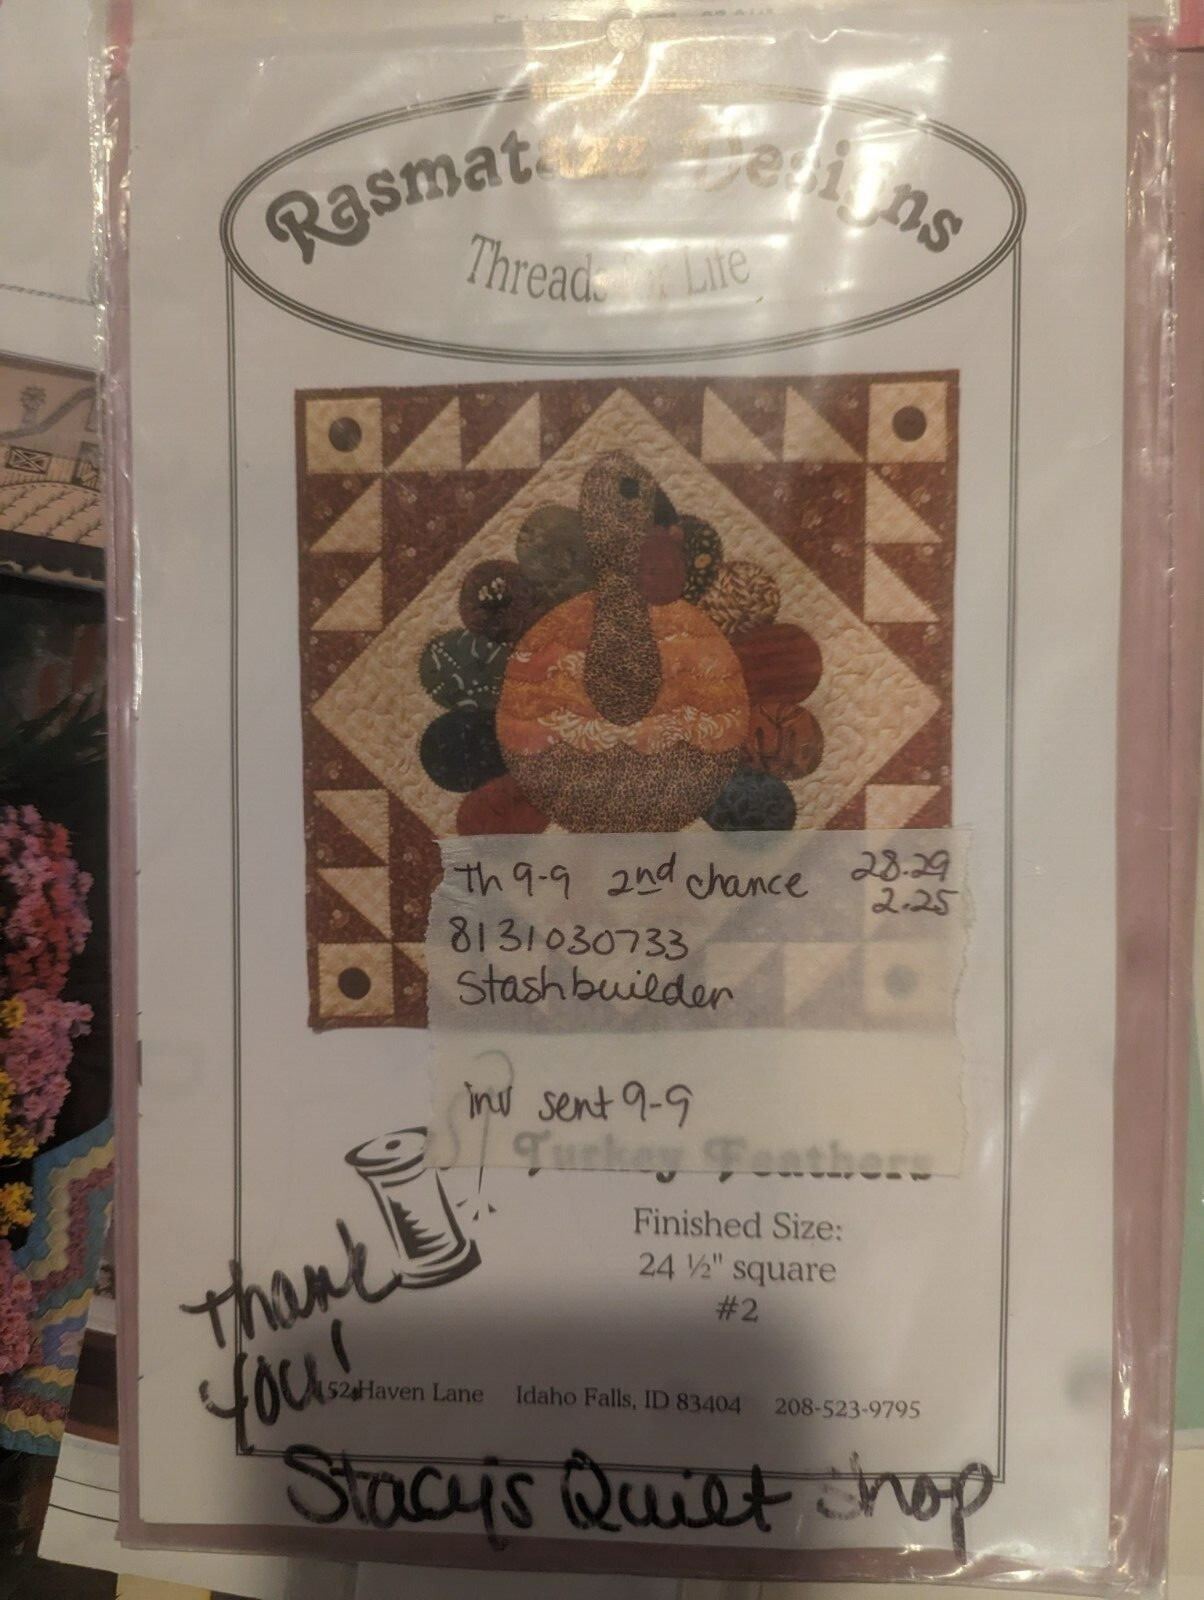 Rasmatazz Designs
Threads for Life
Th 9-9 2nd chance 28.29
2.25
8131030733
Stashbuilder
inv sent 9-9
Turkey Feathers
Finished Size:
24 ½" square
#2
Thank
you!
152 Haven Lane Idaho Falls, ID 83404 208-523-9795
Stacy's Quilt Shop